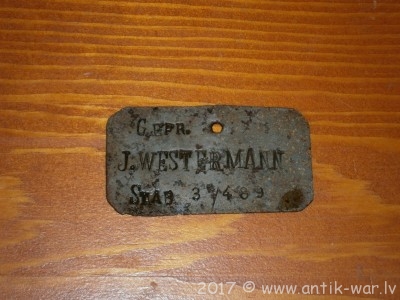 GEFR.
J. WESTERMANN
STAB 3/489
2017 © www.antik-war.lv